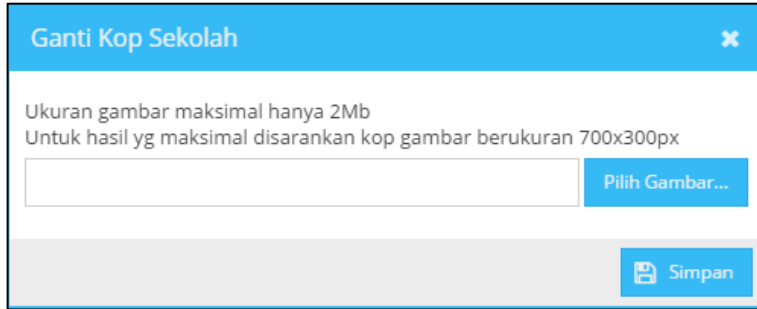 Ganti Kop Sekolah
Ukuran gambar maksimal hanya 2Mb
Untuk hasil yg maksimal disarankan kop gambar berukuran 700x300px
Pilih Gambar...
Simpan